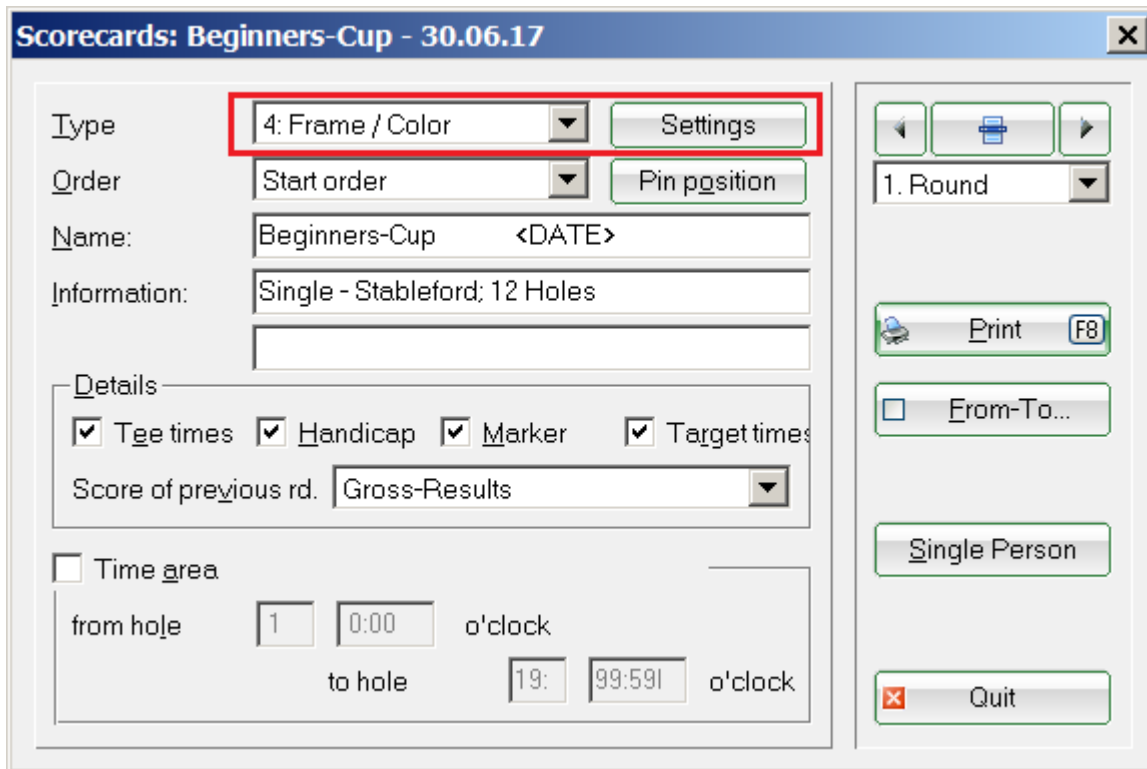 Scorecards: Beginners-Cup - 30.06.17
Type 4: Frame / Color Settings
Order Start order Pin position
1. Round
Name: Beginners-Cup <DATE>
Information: Single - Stableford; 12 Holes
Print F8
Details
Tee times Handicap Marker Target times
From-To...
Score of previous rd. Gross-Results
Single Person
Time area
from hole 1 0:00 o'clock
to hole 19: 99:59 o'clock
Quit